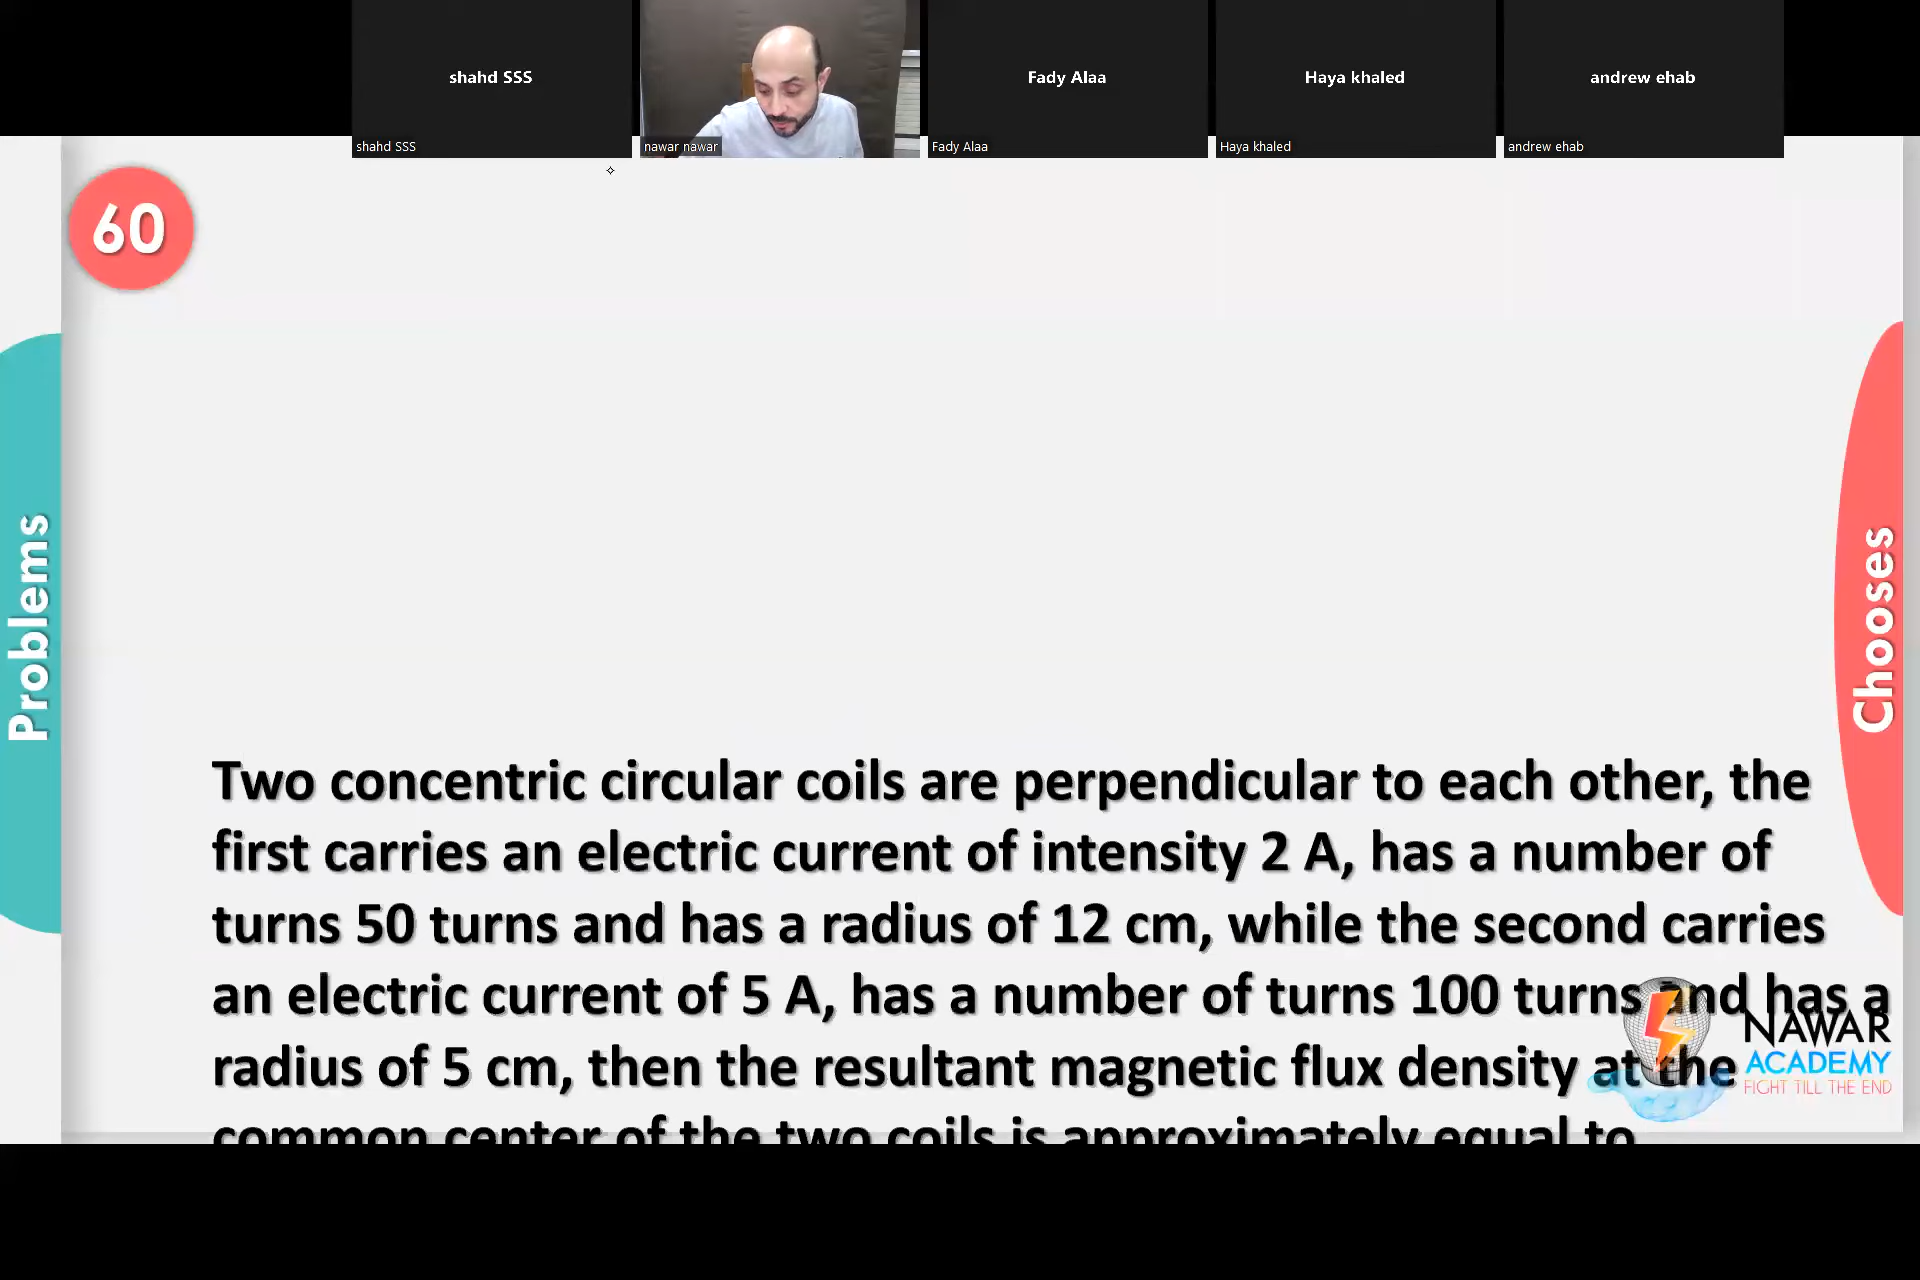 shahd SSS
Fady Alaa
Haya khaled
andrew ehab
shahd SSS
nawar nawar
Fady Alaa
Haya khaled
andrew ehab
60
Problems
Chooses
Two concentric circular coils are perpendicular to each other, the
first carries an electric current of intensity 2 A, has a number of
turns 50 turns and has a radius of 12 cm, while the second carries
an electric current of 5 A, has a number of turns 100 turns and has a
radius of 5 cm, then the resultant magnetic flux density at the
common center of the two coils is approximately equal to
NAWAR
ACADEMY
FIGHT TILL THE END